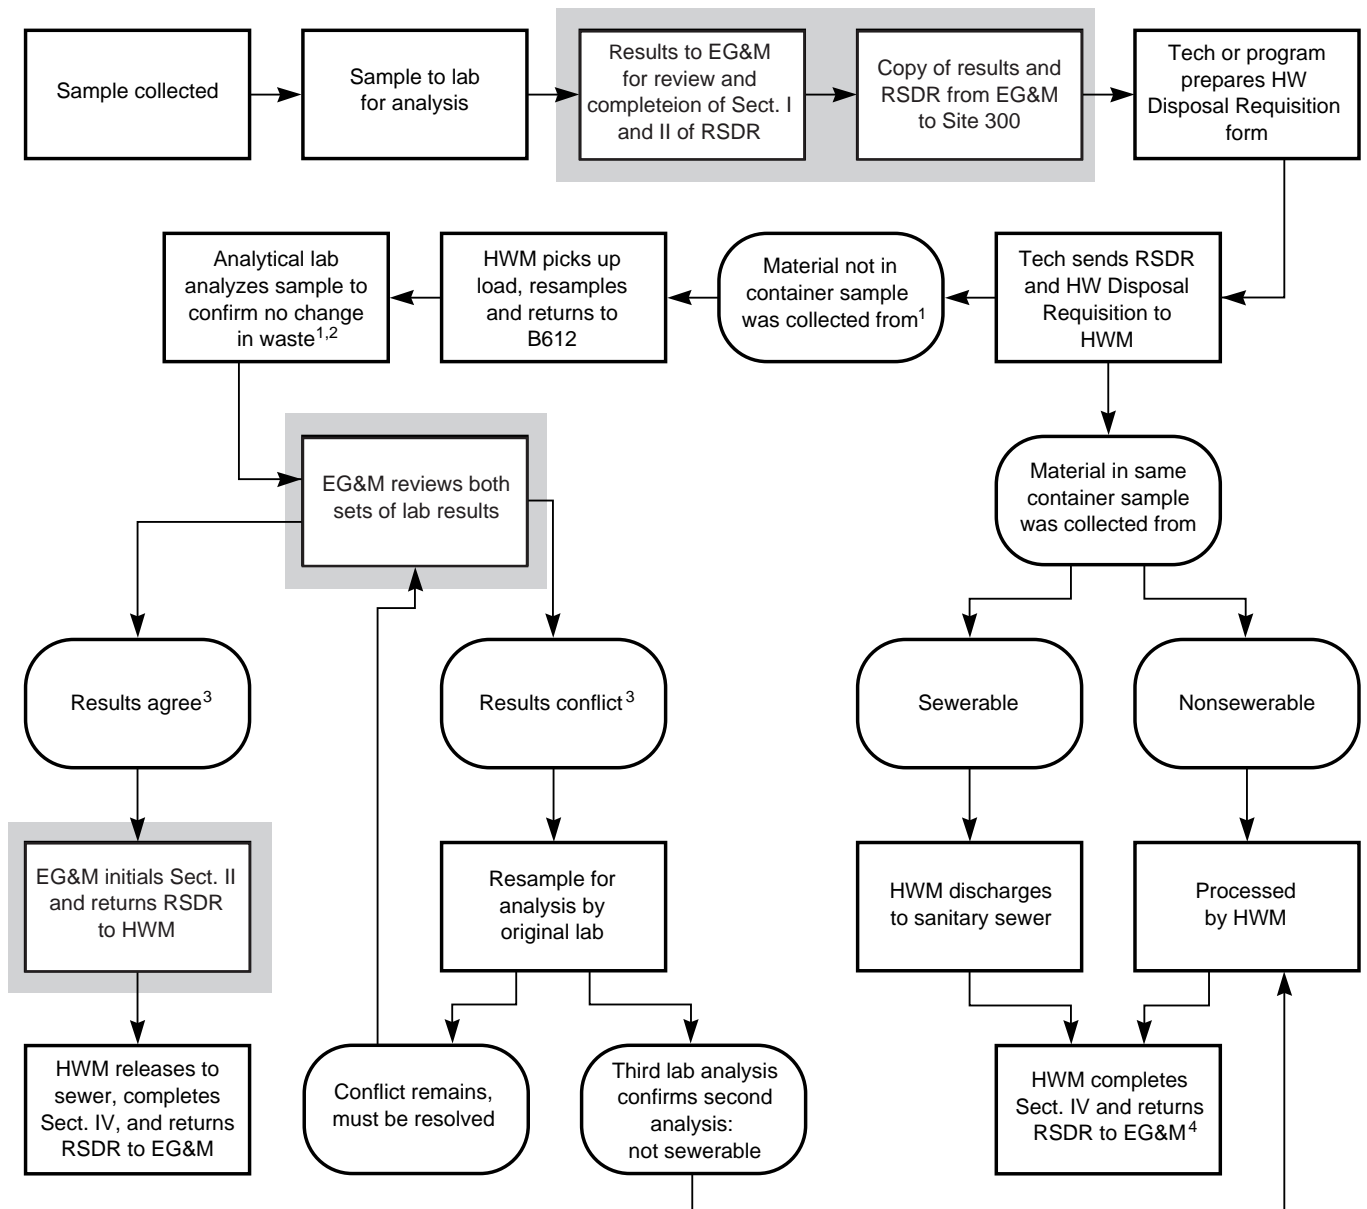 Sample collected
Sample to lab
for analysis
Results to EG&M
for review and
completeion of Sect. I
and II of RSDR
Copy of results and
RSDR from EG&M
to Site 300
Tech or program
prepares HW
Disposal Requisition
form
Analytical lab
analyzes sample to
confirm no change
in waste1,2
HWM picks up
load, resamples
and returns to
B612
Material not in
container sample
was collected from1
Tech sends RSDR
and HW Disposal
Requisition to
HWM
EG&M reviews both
sets of lab results
Material in same
container sample
was collected from
Results agree3
Results conflict3
Sewerable
Nonsewerable
EG&M initials Sect. II
and returns RSDR
to HWM
Resample for
analysis by
original lab
HWM discharges
to sanitary sewer
Processed
by HWM
HWM releases to
sewer, completes
Sect. IV, and returns
RSDR to EG&M
Conflict remains,
must be resolved
Third lab analysis
confirms second
analysis:
not sewerable
HWM completes
Sect. IV and returns
RSDR to EG&M4